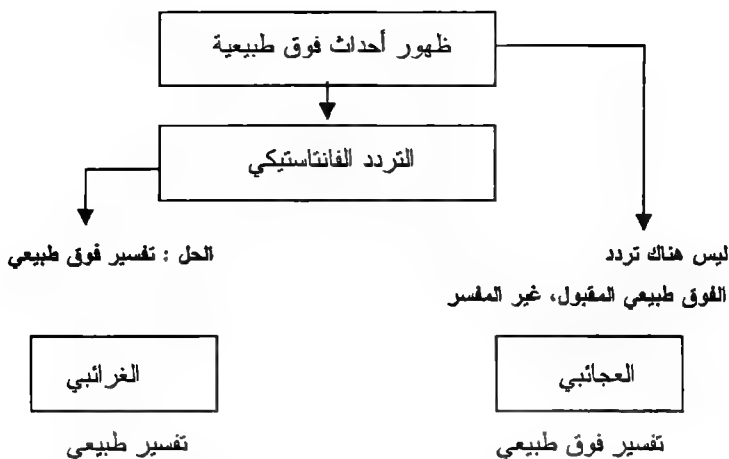 ظهور أحداث فوق طبيعية
التردد الفانتاستيكي
ليس هناك تردد
الحل : تفسير فوق طبيعي
الفوق طبيعي المقبول، غير المفسر
العجائبي
الغرائبي
تفسير فوق طبيعي
تفسير طبيعي